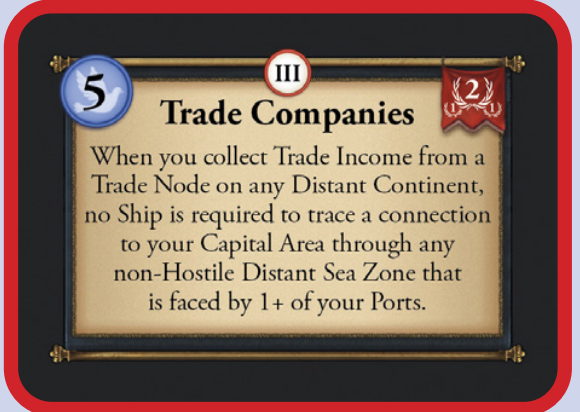 III
5
2
1 1
Trade Companies
When you collect Trade Income from a
Trade Node on any Distant Continent,
no Ship is required to trace a connection
to your Capital Area through any
non-Hostile Distant Sea Zone that
is faced by 1+ of your Ports.